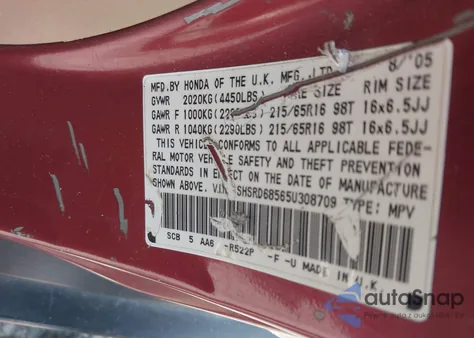 MFD.BY HONDA OF THE U.K. MFG., LTD. 8/'05
GVWR 2020KG(4450LBS) TIRE SIZE RIM SIZE
GAWR F 1000KG 215/65R16 98T 16x6.5JJ
GAWR R 1040KG(2290LBS) 215/65R16 98T 16x6.5JJ
THIS VEHICLE CONFORMS TO ALL APPLICABLE FEDE-
RAL MOTOR VEHICLE SAFETY AND THEFT PREVENTION
STANDARDS IN EFFECT ON THE DATE OF MANUFACTURE
SHOWN ABOVE. V.I.N. SHSRD68565U308709 TYPE: MPV
SCB 5 AA6 -R522P -F -U MADE IN U.K
autoSnap